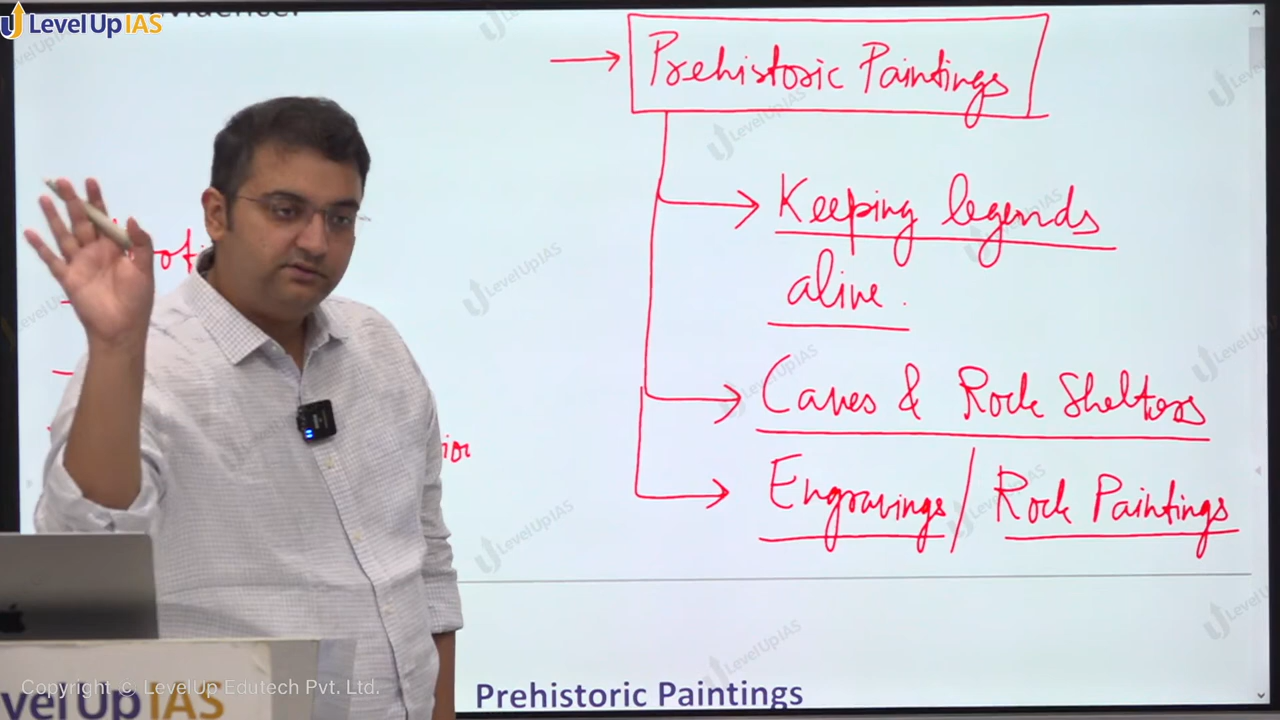 LevelUp IAS
Prehistoric Paintings
Keeping legends
alive.
Caves & Rock Shelters
Engravings / Rock Paintings
Prehistoric Paintings
Copyright © LevelUp Edutech Pvt. Ltd.
velUp IAS